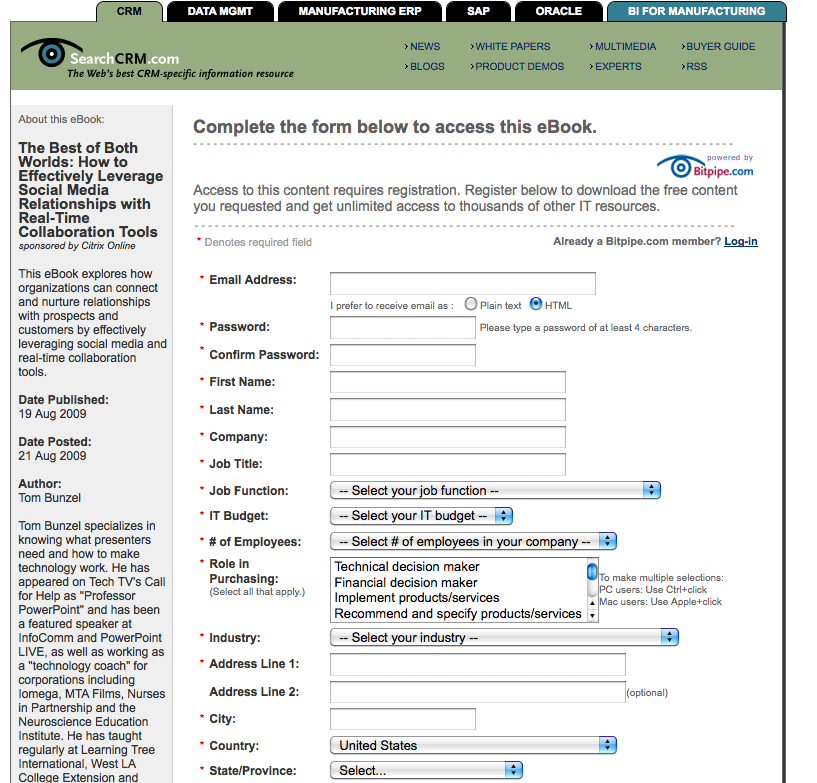 CRM
DATA MGMT
MANUFACTURING ERP
SAP
ORACLE
BI FOR MANUFACTURING
SearchCRM.com
The Web's best CRM-specific information resource
› NEWS
› WHITE PAPERS
› MULTIMEDIA
› BUYER GUIDE
› BLOGS
› PRODUCT DEMOS
› EXPERTS
› RSS
About this eBook:
The Best of Both
Worlds: How to
Effectively Leverage
Social Media
Relationships with
Real-Time
Collaboration Tools
sponsored by Citrix Online
This eBook explores how
organizations can connect
and nurture relationships
with prospects and
customers by effectively
leveraging social media and
real-time collaboration
tools.
Date Published:
19 Aug 2009
Date Posted:
21 Aug 2009
Author:
Tom Bunzel
Tom Bunzel specializes in
knowing what presenters
need and how to make
technology work. He has
appeared on Tech TV's Call
for Help as "Professor
PowerPoint" and has been
a featured speaker at
InfoComm and PowerPoint
LIVE, as well as working as
a "technology coach" for
corporations including
Iomega, MTA Films, Nurses
in Partnership and the
Neuroscience Education
Institute. He has taught
regularly at Learning Tree
International, West LA
College Extension and
Complete the form below to access this eBook.
powered by
Bitpipe.com
Access to this content requires registration. Register below to download the free content
you requested and get unlimited access to thousands of other IT resources.
* Denotes required field
Already a Bitpipe.com member? Log-in
* Email Address:
I prefer to receive email as : Plain text HTML
* Password: Please type a password of at least 4 characters.
* Confirm Password:
* First Name:
* Last Name:
* Company:
* Job Title:
* Job Function: -- Select your job function --
* IT Budget: -- Select your IT budget --
* # of Employees: -- Select # of employees in your company --
* Role in
Purchasing:
(Select all that apply.)
Technical decision maker
Financial decision maker
Implement products/services
Recommend and specify products/services
To make multiple selections:
PC users: Use Ctrl+click
Mac users: Use Apple+click
* Industry: -- Select your industry --
* Address Line 1:
Address Line 2: (optional)
* City:
* Country: United States
* State/Province: Select...